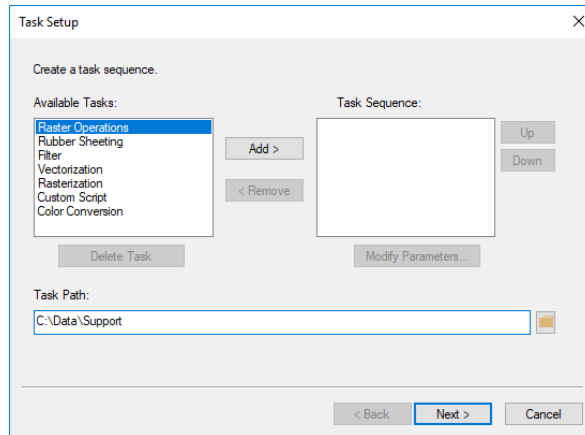 Task Setup
Create a task sequence.
Available Tasks:
Task Sequence:
Raster Operations
Rubber Sheeting
Filter
Vectorization
Rasterization
Custom Script
Color Conversion
Add >
< Remove
Up
Down
Delete Task
Modify Parameters...
Task Path:
C:\Data\Support
< Back
Next >
Cancel